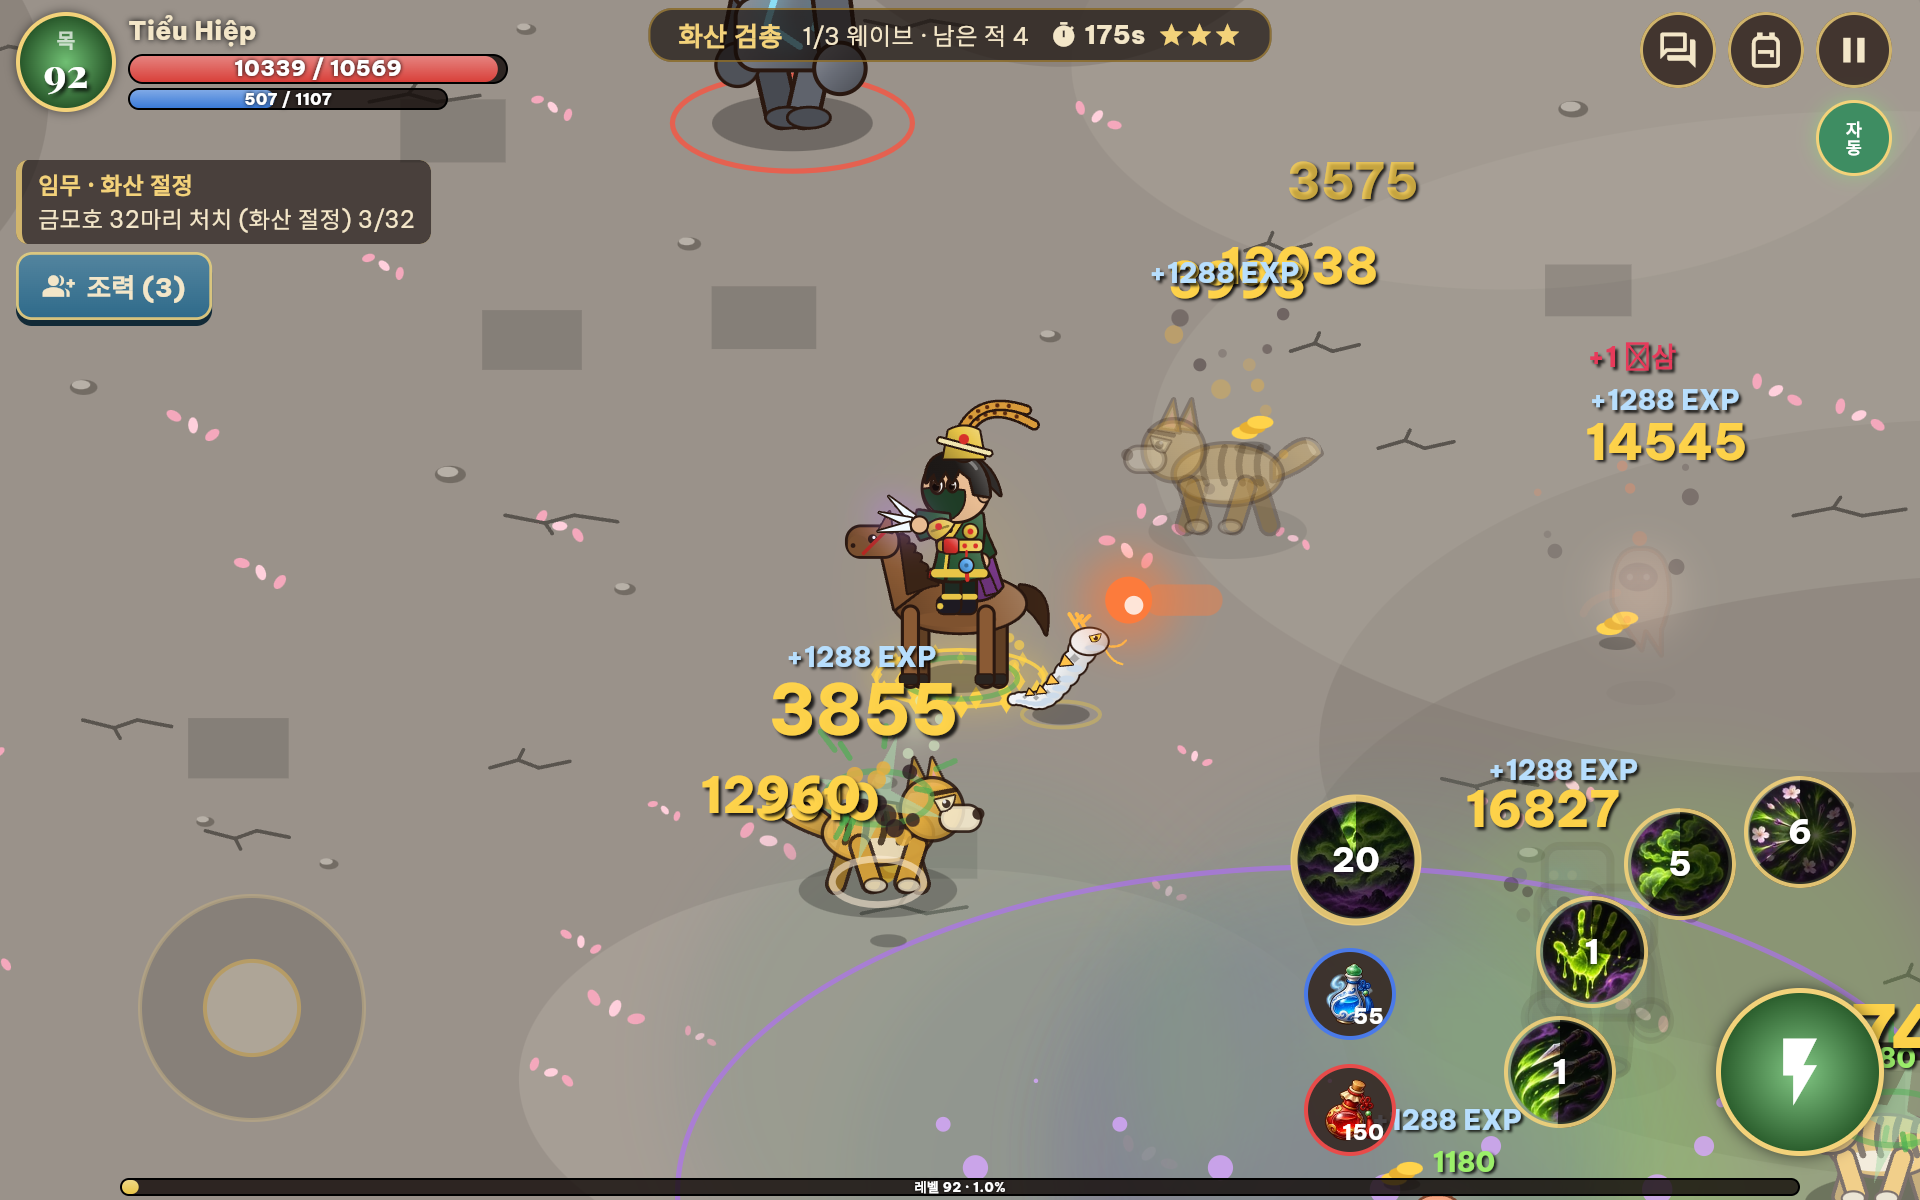 목
92
Tiểu Hiệp
10339 / 10569
507 / 1107
화산 검총 1/3 웨이브 · 남은 적 4 175s
자동
임무 · 화산 절정
금모호 32마리 처치 (화산 절정) 3/32
조력 (3)
3575
+1288 EXP
삼
+1288 EXP
14545
+1288 EXP
3855
12960
+1288 EXP
16827
20
5
6
1
1
55
150
1288 EXP
1180
레벨 92 · 1.0%